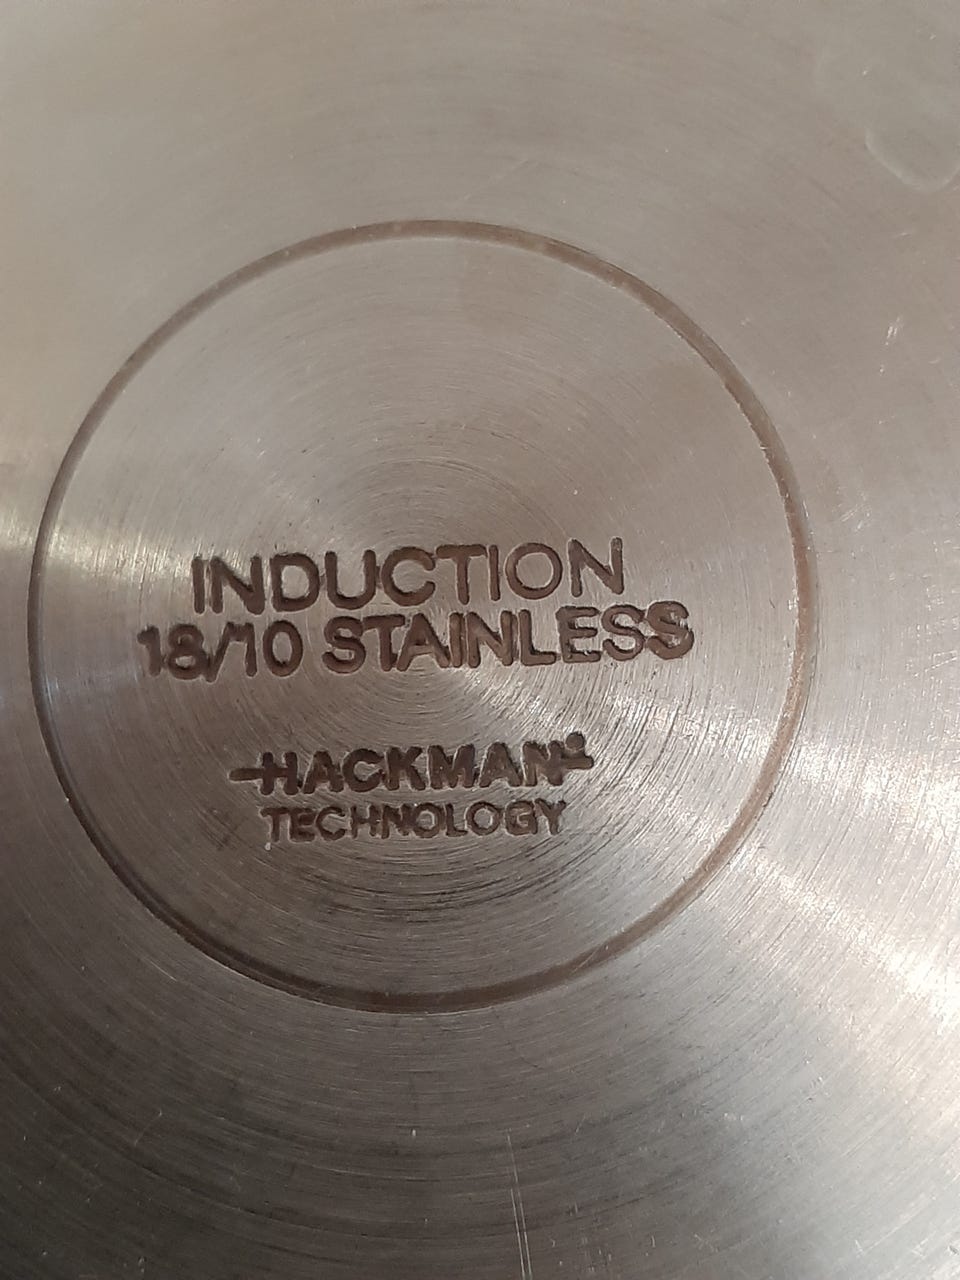 INDUCTION
18/10 STAINLESS
HACKMAN
TECHNOLOGY